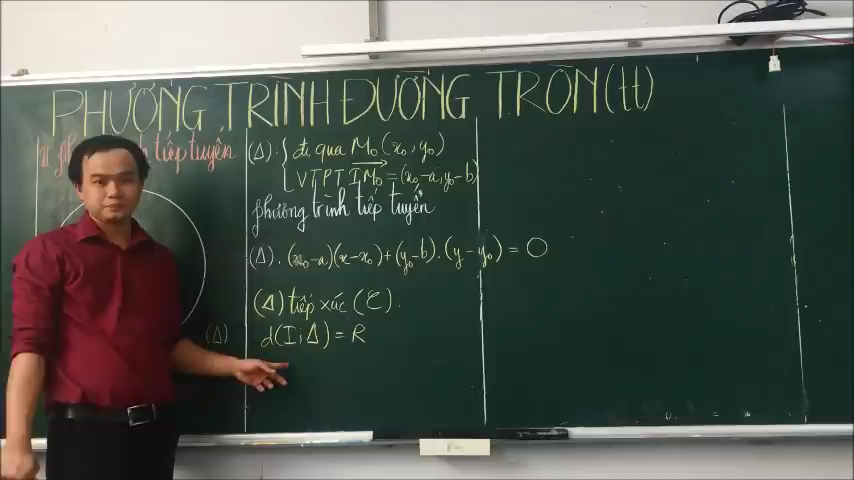 PHƯƠNG TRÌNH ĐƯỜNG TRÒN (tt)
tiếp tuyến
(Δ): { đi qua M₀ (x₀, y₀)
VTPT IM₀ = (x₀-a, y₀-b)
phương trình tiếp tuyến
(Δ). (x₀-a)(x-x₀)+(y₀-b).(y-y₀) = 0
(Δ) tiếp xúc (C).
d(I; Δ) = R
(Δ)